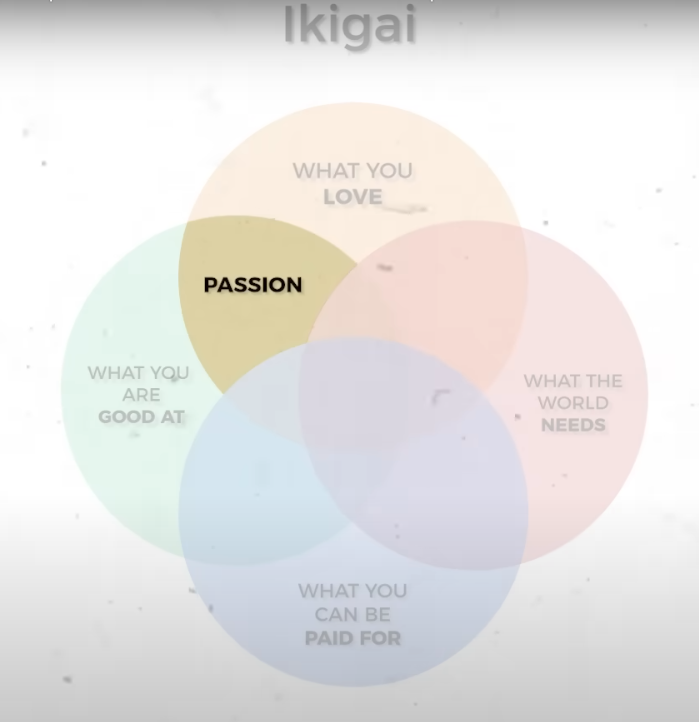 Ikigai
WHAT YOU
LOVE
PASSION
WHAT YOU
ARE
GOOD AT
WHAT THE
WORLD
NEEDS
WHAT YOU
CAN BE
PAID FOR